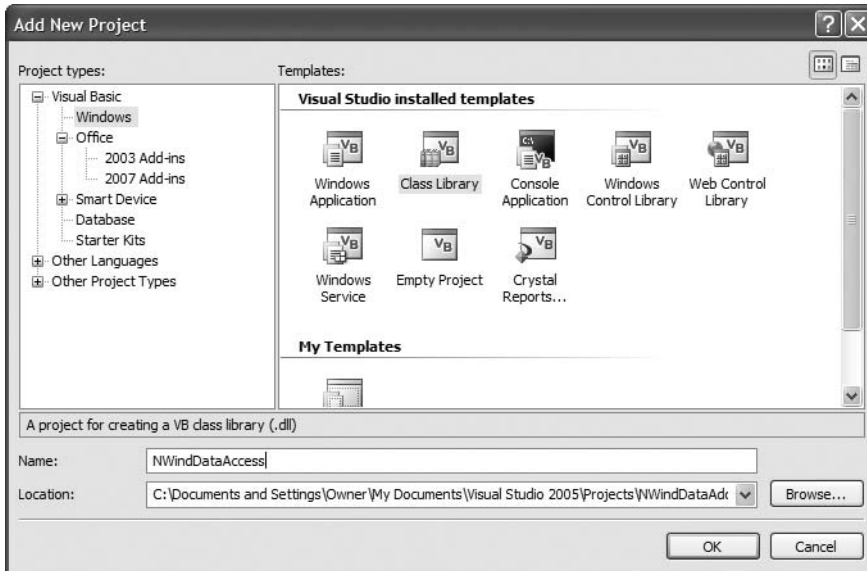 Add New Project
Project types:
Templates:
Visual Basic
Windows
Office
2003 Add-ins
2007 Add-ins
Smart Device
Database
Starter Kits
Other Languages
Other Project Types
Visual Studio installed templates
Windows Application
Class Library
Console Application
Windows Control Library
Web Control Library
Windows Service
Empty Project
Crystal Reports...
My Templates
A project for creating a VB class library (.dll)
Name:
NWindDataAccess
Location:
C:\Documents and Settings\Owner\My Documents\Visual Studio 2005\Projects\NWindDataAdc
Browse...
OK
Cancel